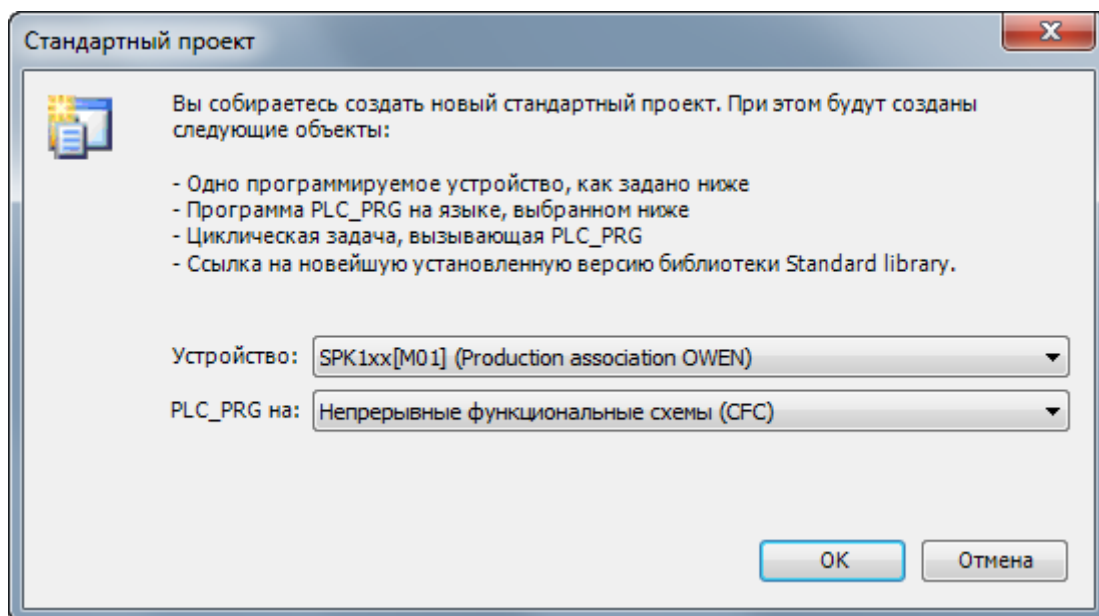 Стандартный проект
Вы собираетесь создать новый стандартный проект. При этом будут созданы
следующие объекты:
- Одно программируемое устройство, как задано ниже
- Программа PLC_PRG на языке, выбранном ниже
- Циклическая задача, вызывающая PLC_PRG
- Ссылка на новейшую установленную версию библиотеки Standard library.
Устройство: SPK1xx[M01] (Production association OWEN)
PLC_PRG на: Непрерывные функциональные схемы (CFC)
OK Отмена